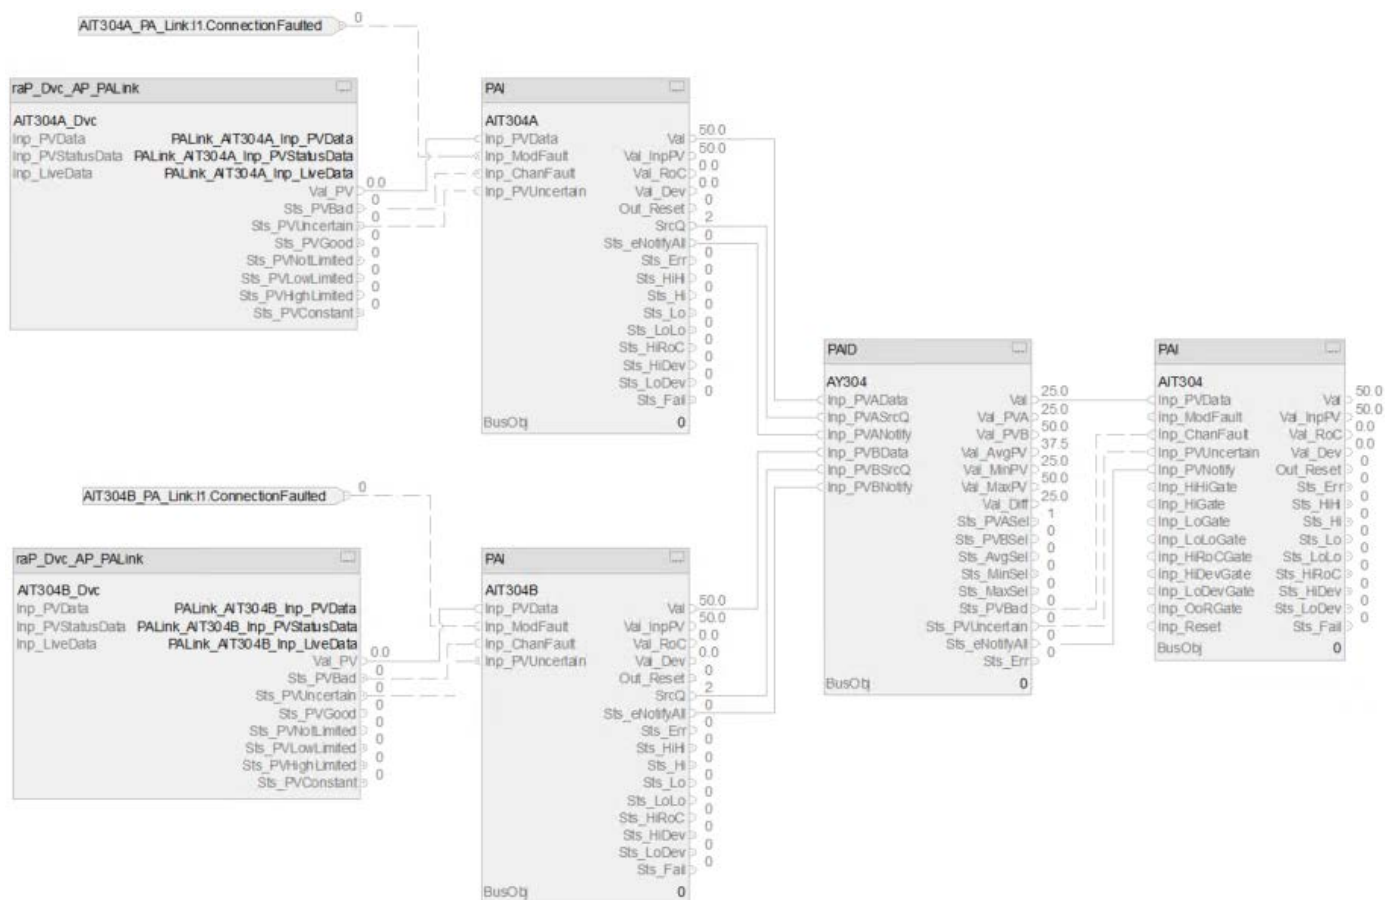 AIT304A_PA_Link:I1.ConnectionFaulted 0
raP_Dvc_AP_PALink
AIT304A_Dvc
Inp_PVData PALink_AIT304A_Inp_PVData
Inp_PVStatusData PALink_AIT304A_Inp_PVStatusData
Inp_LiveData PALink_AIT304A_Inp_LiveData
Val_PV 0.0
Sts_PVBad 0
Sts_PVUncertain 0
Sts_PVGood 0
Sts_PVNotLimited 0
Sts_PVLowLimited 0
Sts_PVHighLimited 0
Sts_PVConstant 0
PAI
AIT304A
Inp_PVData Val 50.0
Inp_ModFault Val_InpPV 50.0
Inp_ChanFault Val_RoC 0.0
Inp_PVUncertain Val_Dev 0.0
Out_Reset 0
SrcQ 2
Sts_eNotifyAll 0
Sts_Err 0
Sts_HiHi 0
Sts_Hi 0
Sts_Lo 0
Sts_LoLo 0
Sts_HiRoC 0
Sts_HiDev 0
Sts_LoDev 0
Sts_Fail 0
BusObj 0
AIT304B_PA_Link:I1.ConnectionFaulted 0
raP_Dvc_AP_PALink
AIT304B_Dvc
Inp_PVData PALink_AIT304B_Inp_PVData
Inp_PVStatusData PALink_AIT304B_Inp_PVStatusData
Inp_LiveData PALink_AIT304B_Inp_LiveData
Val_PV 0.0
Sts_PVBad 0
Sts_PVUncertain 0
Sts_PVGood 0
Sts_PVNotLimited 0
Sts_PVLowLimited 0
Sts_PVHighLimited 0
Sts_PVConstant 0
PAI
AIT304B
Inp_PVData Val 50.0
Inp_ModFault Val_InpPV 50.0
Inp_ChanFault Val_RoC 0.0
Inp_PVUncertain Val_Dev 0.0
Out_Reset 0
SrcQ 2
Sts_eNotifyAll 0
Sts_Err 0
Sts_HiHi 0
Sts_Hi 0
Sts_Lo 0
Sts_LoLo 0
Sts_HiRoC 0
Sts_HiDev 0
Sts_LoDev 0
Sts_Fail 0
BusObj 0
PAID
AY304
Inp_PVAData Val 25.0
Inp_PVASrcQ Val_PVA 25.0
Inp_PVANotify Val_PVB 50.0
Inp_PVBData Val_AvgPV 37.5
Inp_PVBSrcQ Val_MinPV 25.0
Inp_PVBNotify Val_MaxPV 50.0
Val_Diff 25.0
Sts_PVASel 1
Sts_PVBSel 0
Sts_AvgSel 0
Sts_MinSel 0
Sts_MaxSel 0
Sts_PVBad 0
Sts_PVUncertain 0
Sts_eNotifyAll 0
Sts_Err 0
BusObj 0
PAI
AIT304
Inp_PVData Val 50.0
Inp_ModFault Val_InpPV 50.0
Inp_ChanFault Val_RoC 0.0
Inp_PVUncertain Val_Dev 0.0
Inp_PVNotify Out_Reset 0
Inp_HiHiGate Sts_Err 0
Inp_HiGate Sts_HiHi 0
Inp_LoGate Sts_Hi 0
Inp_LoLoGate Sts_Lo 0
Inp_HiRoCGate Sts_LoLo 0
Inp_HiDevGate Sts_HiRoC 0
Inp_LoDevGate Sts_HiDev 0
Inp_OoRGate Sts_LoDev 0
Inp_Reset Sts_Fail 0
BusObj 0